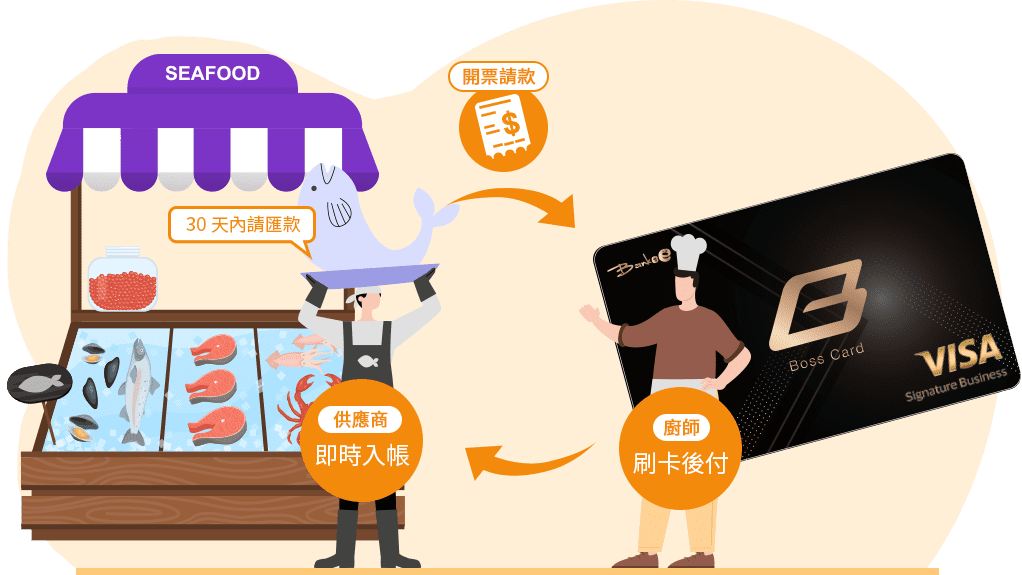 SEAFOOD
開票請款
$
30 天內請匯款
Banko
B
Boss Card
VISA
Signature Business
供應商
即時入帳
廚師
刷卡後付